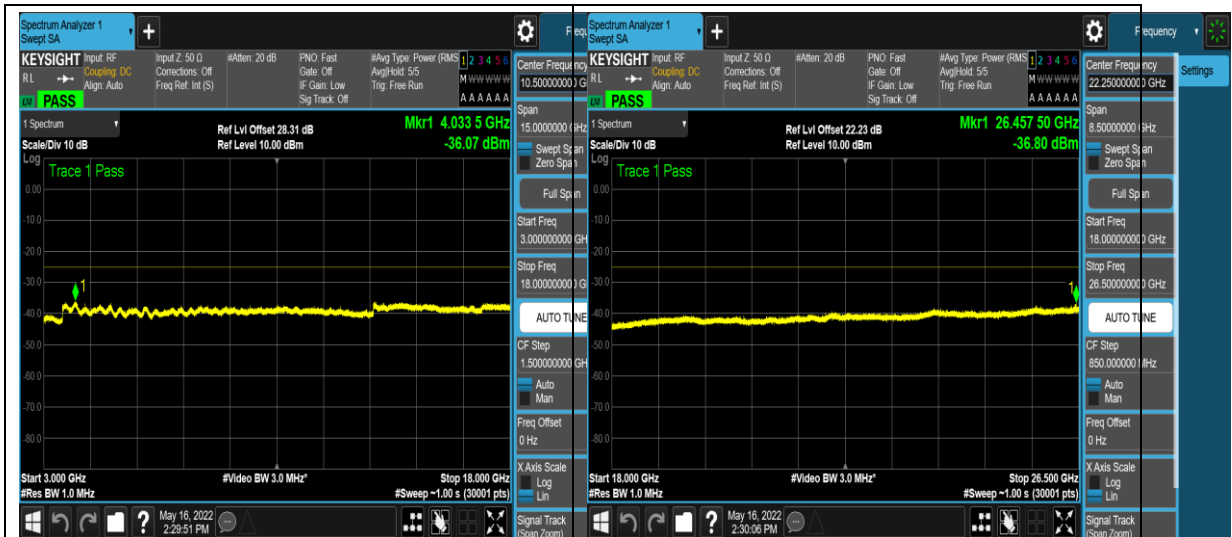 Spectrum Analyzer 1
Swept SA
+
KEYSIGHT
RL
Input: RF
Coupling: DC
Align: Auto
Input Z: 50 Ω
Corrections: Off
Freq Ref: Int (S)
#Atten: 20 dB
PNO: Fast
Gate: Off
IF Gain: Low
Sig Track: Off
#Avg Type: Power (RMS
Avg|Hold: 5/5
Trig: Free Run
1 2 3 4 5 6
M W W W W W
A A A A A A
PASS
1 Spectrum
Scale/Div 10 dB
Ref Lvl Offset 28.31 dB
Ref Level 10.00 dBm
Mkr1 4.033 5 GHz
-36.07 dBm
Log
Trace 1 Pass
0.00
-10.0
-20.0
-30.0
1
-40.0
-50.0
-60.0
-70.0
-80.0
Start 3.000 GHz
#Video BW 3.0 MHz*
Stop 18.000 GHz
#Res BW 1.0 MHz
#Sweep ~1.00 s (30001 pts)
?
May 16, 2022
2:29:51 PM
Frequ
Center Frequency
10.50000000 G
Span
15.0000000 GHz
Swept Span
Zero Span
Full Span
Start Freq
3.000000000 GH
Stop Freq
18.00000000 G
AUTO TUNE
CF Step
1.500000000 GH
Auto
Man
Freq Offset
0 Hz
X Axis Scale
Log
Lin
Signal Track
(Span Zoom)
Spectrum Analyzer 1
Swept SA
+
KEYSIGHT
RL
Input: RF
Coupling: DC
Align: Auto
Input Z: 50 Ω
Corrections: Off
Freq Ref: Int (S)
#Atten: 20 dB
PNO: Fast
Gate: Off
IF Gain: Low
Sig Track: Off
#Avg Type: Power (RMS
Avg|Hold: 5/5
Trig: Free Run
1 2 3 4 5 6
M W W W W W
A A A A A A
PASS
1 Spectrum
Scale/Div 10 dB
Ref Lvl Offset 22.23 dB
Ref Level 10.00 dBm
Mkr1 26.457 50 GHz
-36.80 dBm
Log
Trace 1 Pass
0.00
-10.0
-20.0
-30.0
1
-40.0
-50.0
-60.0
-70.0
-80.0
Start 18.000 GHz
#Video BW 3.0 MHz*
Stop 26.500 GHz
#Res BW 1.0 MHz
#Sweep ~1.00 s (30001 pts)
?
May 16, 2022
2:30:06 PM
Frequency
Settings
Center Frequency
22.250000000 GHz
Span
8.50000000 GHz
Swept Span
Zero Span
Full Span
Start Freq
18.000000000 GHz
Stop Freq
26.500000000 GHz
AUTO TUNE
CF Step
850.000000 MHz
Auto
Man
Freq Offset
0 Hz
X Axis Scale
Log
Lin
Signal Track
(Span Zoom)